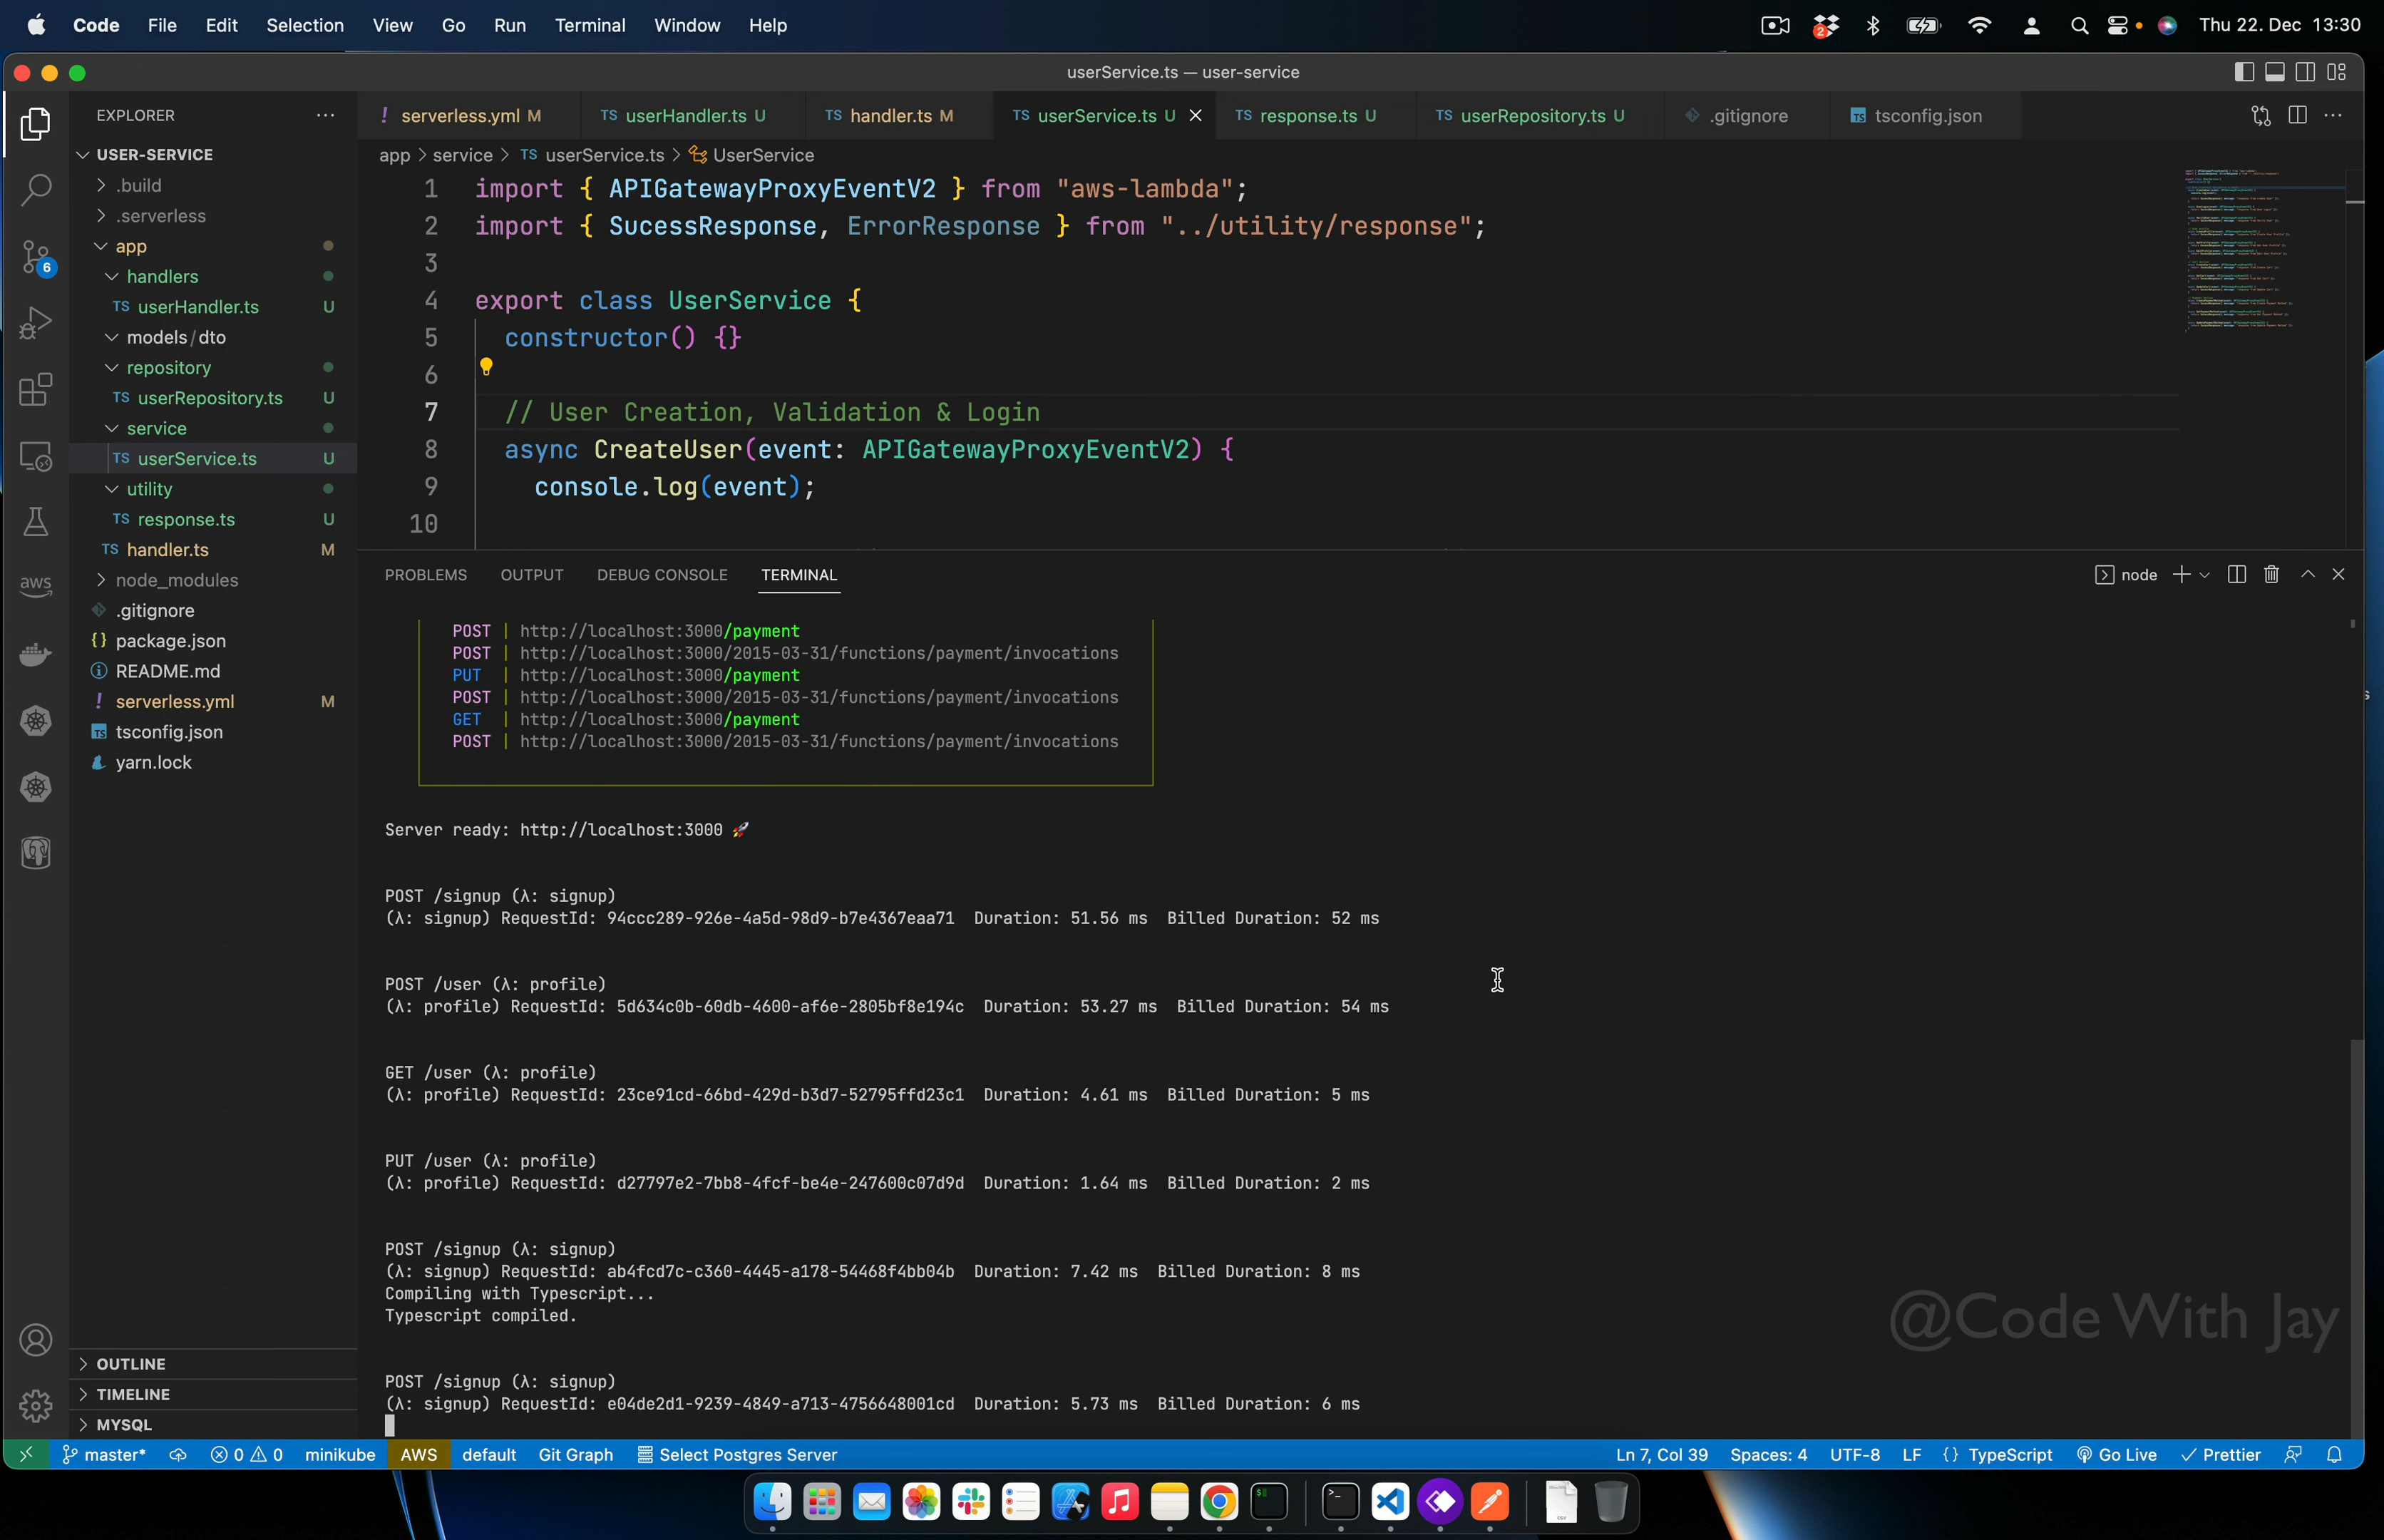 Code File Edit Selection View Go Run Terminal Window Help
2
Thu 22. Dec 13:30
userService.ts — user-service
EXPLORER
! serverless.yml M
TS userHandler.ts U
TS handler.ts M
TS userService.ts U
TS response.ts U
TS userRepository.ts U
.gitignore
TS tsconfig.json
app > service > TS userService.ts > UserService
USER-SERVICE
.build
.serverless
app
handlers
TS userHandler.ts U
models/dto
repository
TS userRepository.ts U
service
TS userService.ts U
utility
TS response.ts U
TS handler.ts M
node_modules
.gitignore
{} package.json
README.md
! serverless.yml M
TS tsconfig.json
yarn.lock
6
aws
OUTLINE
TIMELINE
MYSQL
1 import { APIGatewayProxyEventV2 } from "aws-lambda";
2 import { SucessResponse, ErrorResponse } from "../utility/response";
3
4 export class UserService {
5 constructor() {}
6
7 // User Creation, Validation & Login
8 async CreateUser(event: APIGatewayProxyEventV2) {
9 console.log(event);
10
PROBLEMS OUTPUT DEBUG CONSOLE TERMINAL
node
POST | http://localhost:3000/payment
POST | http://localhost:3000/2015-03-31/functions/payment/invocations
PUT | http://localhost:3000/payment
POST | http://localhost:3000/2015-03-31/functions/payment/invocations
GET | http://localhost:3000/payment
POST | http://localhost:3000/2015-03-31/functions/payment/invocations
Server ready: http://localhost:3000 🚀
POST /signup (λ: signup)
(λ: signup) RequestId: 94ccc289-926e-4a5d-98d9-b7e4367eaa71 Duration: 51.56 ms Billed Duration: 52 ms
POST /user (λ: profile)
(λ: profile) RequestId: 5d634c0b-60db-4600-af6e-2805bf8e194c Duration: 53.27 ms Billed Duration: 54 ms
GET /user (λ: profile)
(λ: profile) RequestId: 23ce91cd-66bd-429d-b3d7-52795ffd23c1 Duration: 4.61 ms Billed Duration: 5 ms
PUT /user (λ: profile)
(λ: profile) RequestId: d27797e2-7bb8-4fcf-be4e-247600c07d9d Duration: 1.64 ms Billed Duration: 2 ms
POST /signup (λ: signup)
(λ: signup) RequestId: ab4fcd7c-c360-4445-a178-54468f4bb04b Duration: 7.42 ms Billed Duration: 8 ms
Compiling with Typescript...
Typescript compiled.
POST /signup (λ: signup)
(λ: signup) RequestId: e04de2d1-9239-4849-a713-4756648001cd Duration: 5.73 ms Billed Duration: 6 ms
@Code With Jay
master* 0 0 minikube AWS default Git Graph Select Postgres Server
Ln 7, Col 39 Spaces: 4 UTF-8 LF {} TypeScript Go Live Prettier